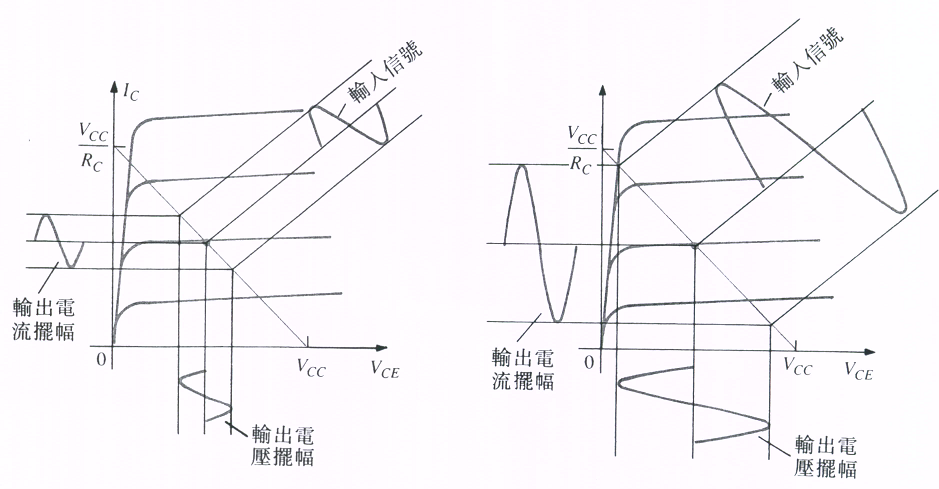 I_C
輸入信號
V_CC
R_C
輸出電
流擺幅
0
V_CC
V_CE
輸出電
壓擺幅
輸入信號
V_CC
R_C
輸出電
流擺幅
0
V_CC
V_CE
輸出電
壓擺幅